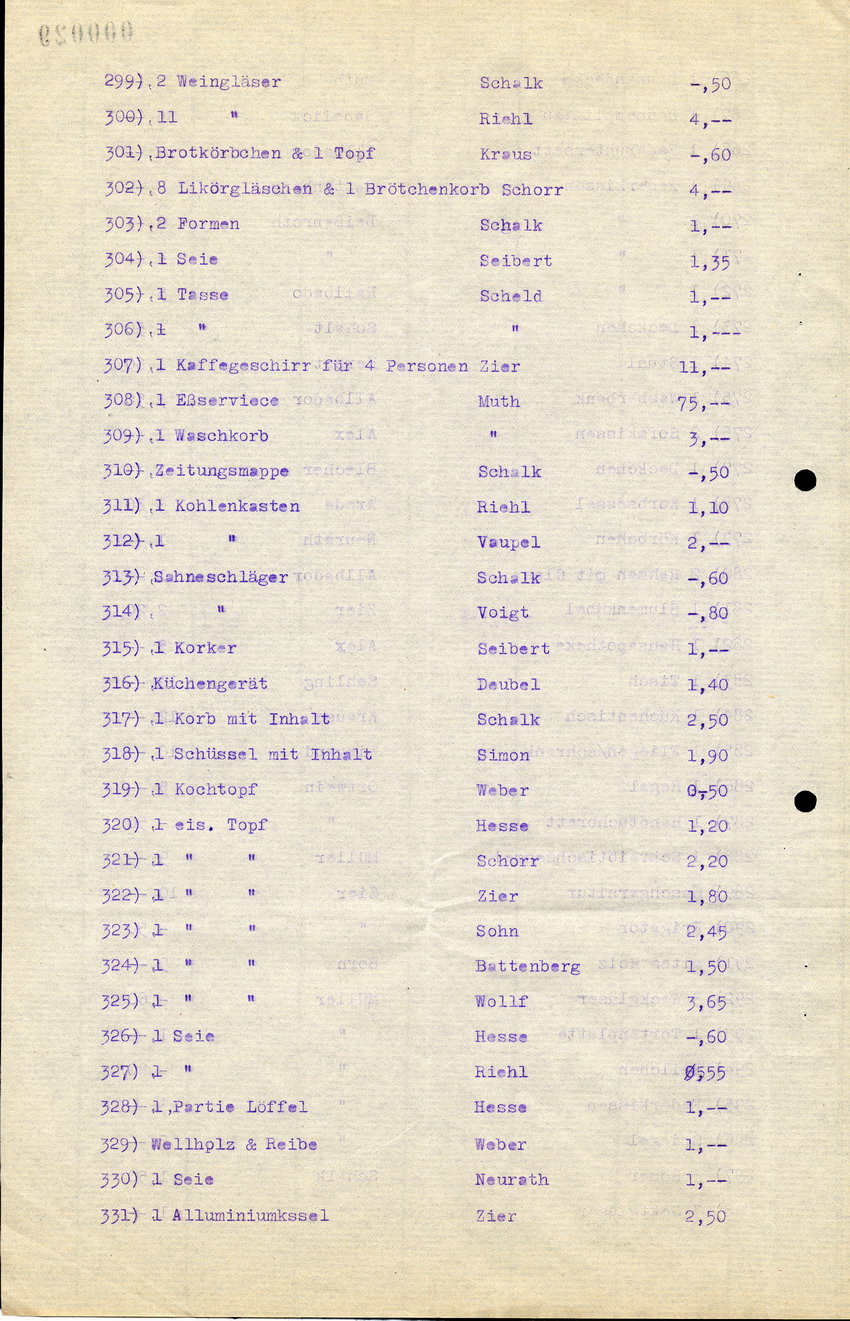 000029
299) 2 Weingläser Schalk -,50
300) 11 " Riehl 4,--
301) Brotkörbchen & 1 Topf Kraus -,60
302) 8 Likörgläschen & 1 Brötchenkorb Schorr 4,--
303) 2 Formen Schalk 1,--
304) 1 Seie Seibert 1,35
305) 1 Tasse Scheld 1,--
306) 1 " " 1,---
307) 1 Kaffegeschirr für 4 Personen Zier 11,--
308) 1 Eßserviece Muth 75,--
309) 1 Waschkorb " 3,--
310) Zeitungsmappe Schalk -,50
311) 1 Kohlenkasten Riehl 1,10
312) 1 " Vaupel 2,--
313) Sahneschläger Schalk -,60
314) " Voigt -,80
315) 1 Korker Seibert 1,--
316) Küchengerät Deubel 1,40
317) 1 Korb mit Inhalt Schalk 2,50
318) 1 Schüssel mit Inhalt Simon 1,90
319) 1 Kochtopf Weber 0,50
320) 1 eis. Topf Hesse 1,20
321) 1 " " Schorr 2,20
322) 1 " " Zier 1,80
323) 1 " " Sohn 2,45
324) 1 " " Battenberg 1,50
325) 1 " " Wollf 3,65
326) 1 Seie Hesse -,60
327) 1 " Riehl
328) 1 ,Partie Löffel Hesse 1,--
329) Wellhplz & Reibe Weber 1,--
330) 1 Seie Neurath 1,--
331) 1 Alluminiumkssel Zier 2,50